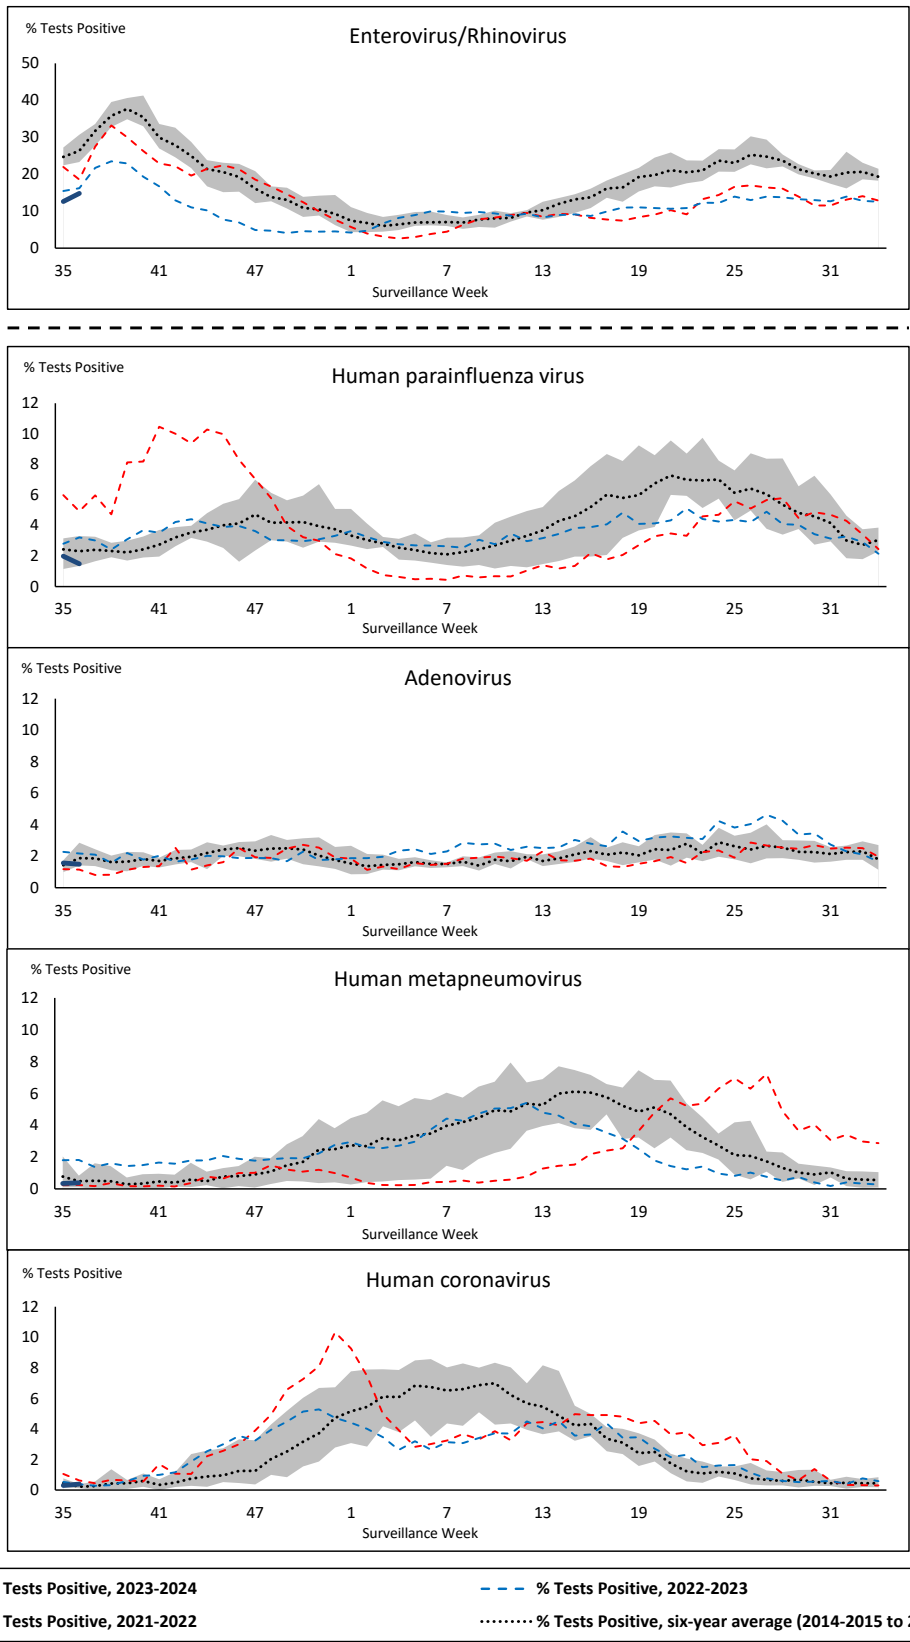 % Tests Positive
Enterovirus/Rhinovirus
50
40
30
20
10
0
35 41 47 1 7 13 19 25 31
Surveillance Week
% Tests Positive
Human parainfluenza virus
12
10
8
6
4
2
0
35 41 47 1 7 13 19 25 31
Surveillance Week
% Tests Positive
Adenovirus
12
10
8
6
4
2
0
35 41 47 1 7 13 19 25 31
Surveillance Week
% Tests Positive
Human metapneumovirus
12
10
8
6
4
2
0
35 41 47 1 7 13 19 25 31
Surveillance Week
% Tests Positive
Human coronavirus
12
10
8
6
4
2
0
35 41 47 1 7 13 19 25 31
Surveillance Week
Tests Positive, 2023-2024 % Tests Positive, 2022-2023
Tests Positive, 2021-2022 % Tests Positive, six-year average (2014-2015 to